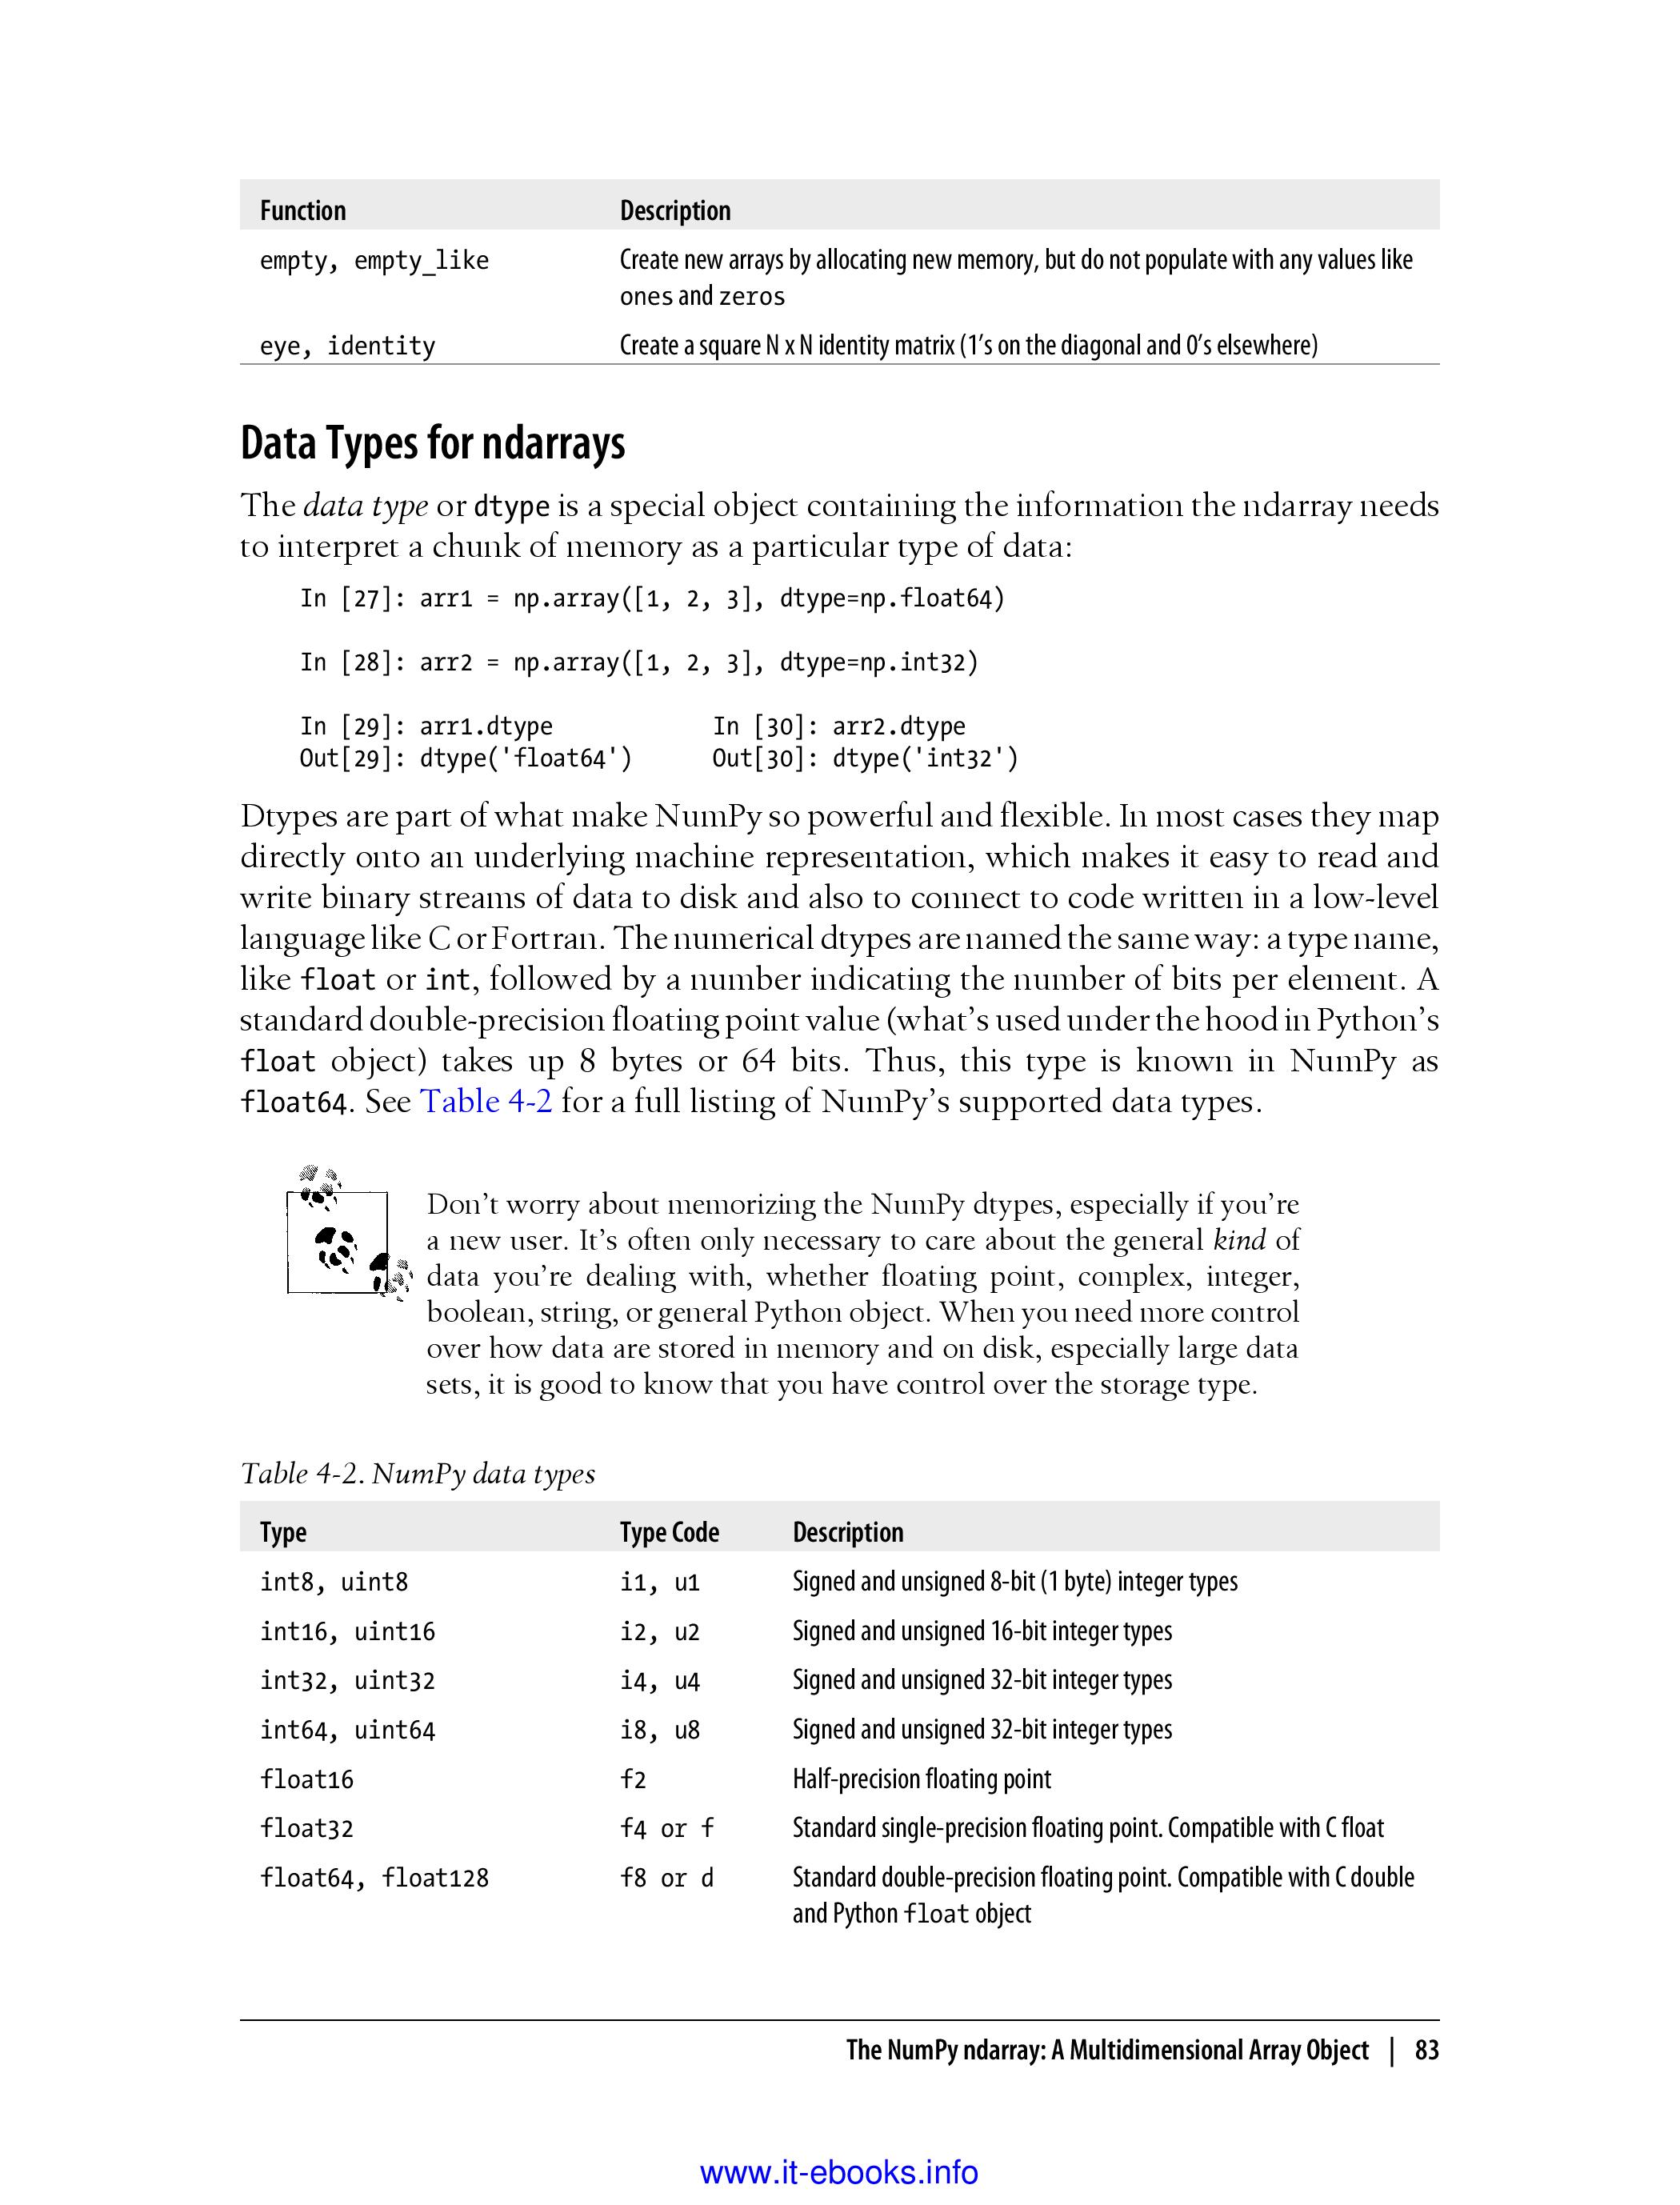 Function Description
empty, empty_like Create new arrays by allocating new memory, but do not populate with any values like
ones and zeros
eye, identity Create a square N x N identity matrix (1’s on the diagonal and 0’s elsewhere)
Data Types for ndarrays
The data type or dtype is a special object containing the information the ndarray needs
to interpret a chunk of memory as a particular type of data:
In [27]: arr1 = np.array([1, 2, 3], dtype=np.float64)
In [28]: arr2 = np.array([1, 2, 3], dtype=np.int32)
In [29]: arr1.dtype In [30]: arr2.dtype
Out[29]: dtype('float64') Out[30]: dtype('int32')
Dtypes are part of what make NumPy so powerful and flexible. In most cases they map
directly onto an underlying machine representation, which makes it easy to read and
write binary streams of data to disk and also to connect to code written in a low-level
language like C or Fortran. The numerical dtypes are named the same way: a type name,
like float or int, followed by a number indicating the number of bits per element. A
standard double-precision floating point value (what’s used under the hood in Python’s
float object) takes up 8 bytes or 64 bits. Thus, this type is known in NumPy as
float64. See Table 4-2 for a full listing of NumPy’s supported data types.
Don’t worry about memorizing the NumPy dtypes, especially if you’re
a new user. It’s often only necessary to care about the general kind of
data you’re dealing with, whether floating point, complex, integer,
boolean, string, or general Python object. When you need more control
over how data are stored in memory and on disk, especially large data
sets, it is good to know that you have control over the storage type.
Table 4-2. NumPy data types
Type Type Code Description
int8, uint8 i1, u1 Signed and unsigned 8-bit (1 byte) integer types
int16, uint16 i2, u2 Signed and unsigned 16-bit integer types
int32, uint32 i4, u4 Signed and unsigned 32-bit integer types
int64, uint64 i8, u8 Signed and unsigned 32-bit integer types
float16 f2 Half-precision floating point
float32 f4 or f Standard single-precision floating point. Compatible with C float
float64, float128 f8 or d Standard double-precision floating point. Compatible with C double
and Python float object
The NumPy ndarray: A Multidimensional Array Object | 83
www.it-ebooks.info